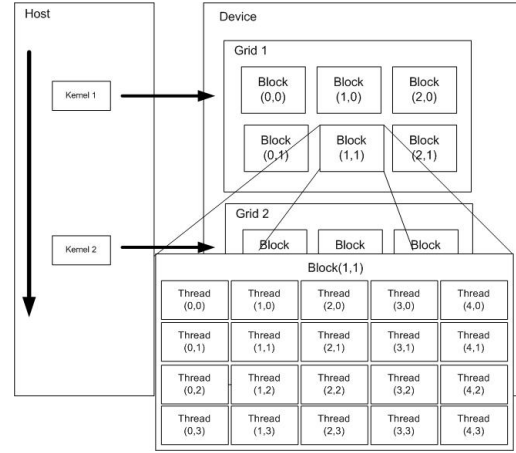 Host
Device
Kernel 1
Grid 1
Block
(0,0)
Block
(1,0)
Block
(2,0)
Block
(0,1)
Block
(1,1)
Block
(2,1)
Kernel 2
Grid 2
Block
Block
Block
Block(1,1)
Thread
(0,0)
Thread
(1,0)
Thread
(2,0)
Thread
(3,0)
Thread
(4,0)
Thread
(0,1)
Thread
(1,1)
Thread
(2,1)
Thread
(3,1)
Thread
(4,1)
Thread
(0,2)
Thread
(1,2)
Thread
(2,2)
Thread
(3,2)
Thread
(4,2)
Thread
(0,3)
Thread
(1,3)
Thread
(2,3)
Thread
(3,3)
Thread
(4,3)